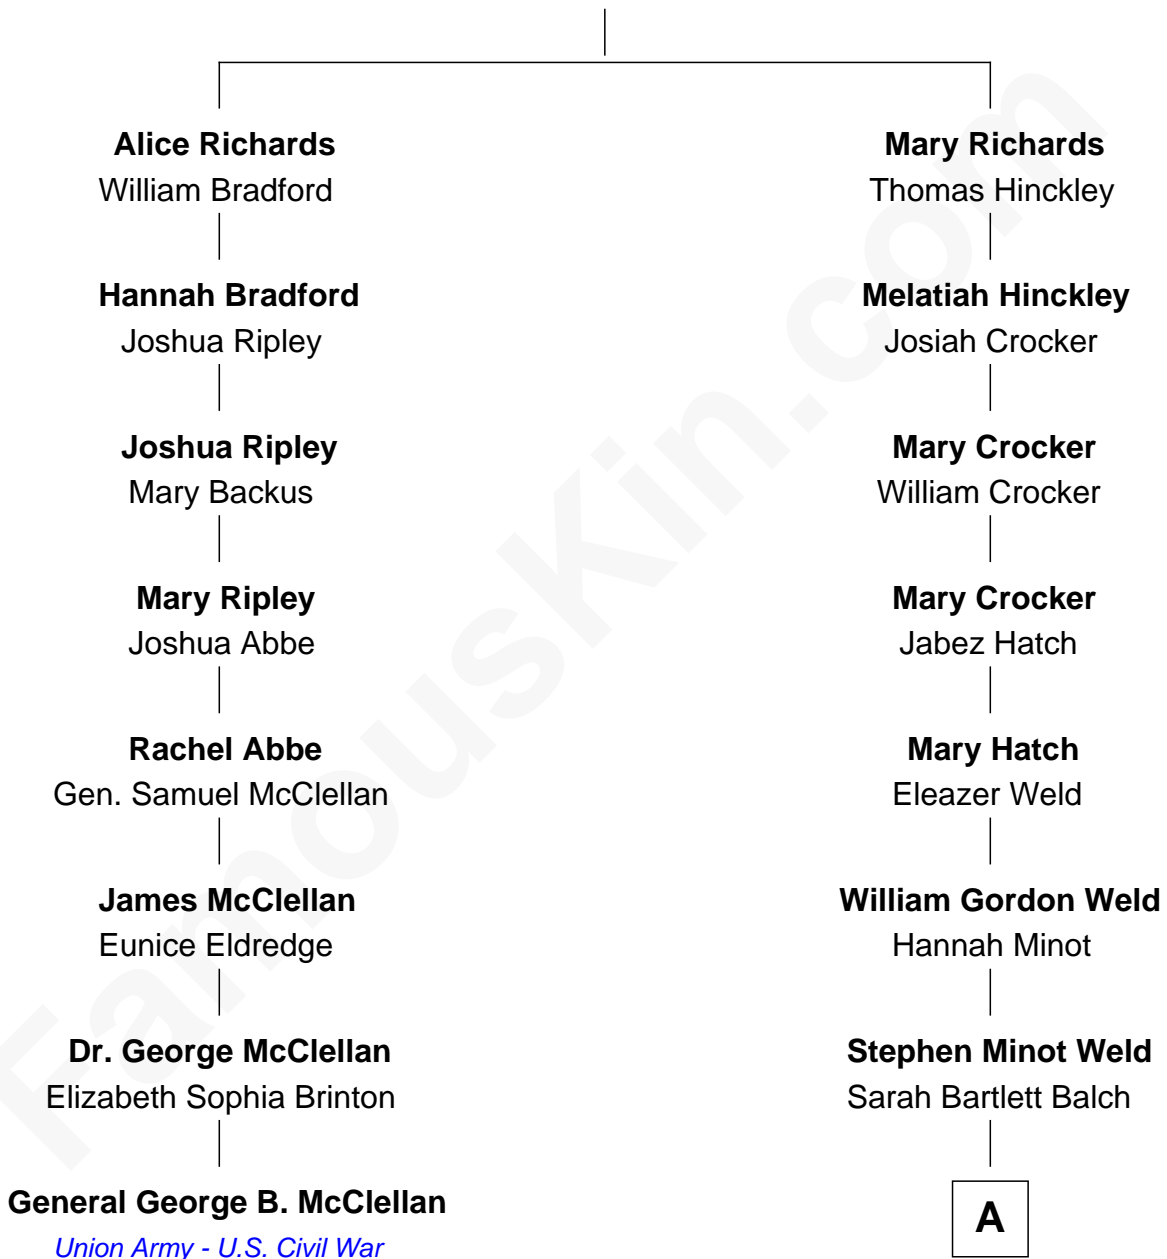 Alice Richards
William Bradford
Mary Richards
Thomas Hinckley
Hannah Bradford
Joshua Ripley
Melatiah Hinckley
Josiah Crocker
Joshua Ripley
Mary Backus
Mary Crocker
William Crocker
Mary Ripley
Joshua Abbe
Mary Crocker
Jabez Hatch
Rachel Abbe
Gen. Samuel McClellan
Mary Hatch
Eleazer Weld
James McClellan
Eunice Eldredge
William Gordon Weld
Hannah Minot
Dr. George McClellan
Elizabeth Sophia Brinton
Stephen Minot Weld
Sarah Bartlett Balch
General George B. McClellan
Union Army - U.S. Civil War
A
FamousKin.com